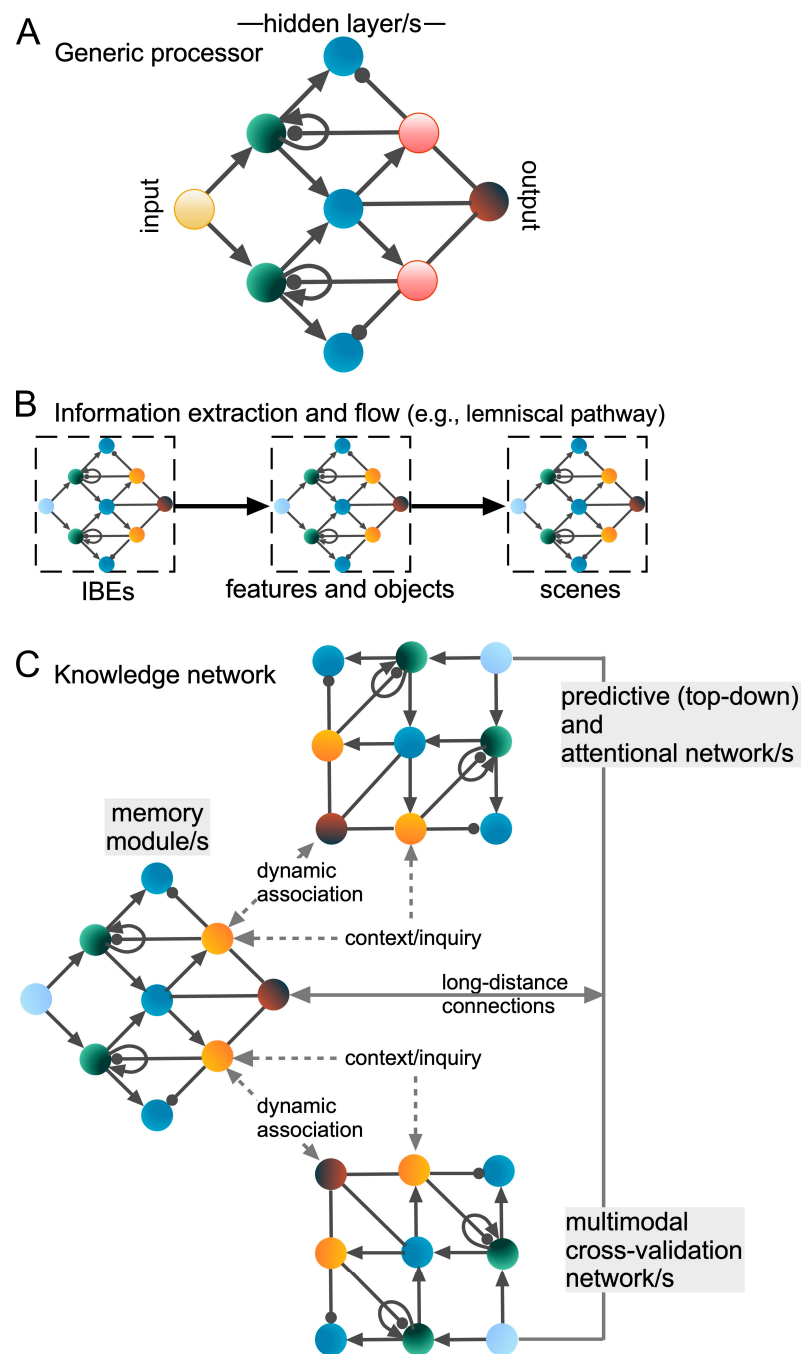 A
—hidden layer/s—
Generic processor
input
output
B
Information extraction and flow (e.g., lemniscal pathway)
IBEs
features and objects
scenes
C
Knowledge network
predictive (top-down)
and
attentional network/s
memory
module/s
dynamic
association
context/inquiry
long-distance
connections
context/inquiry
dynamic
association
multimodal
cross-validation
network/s